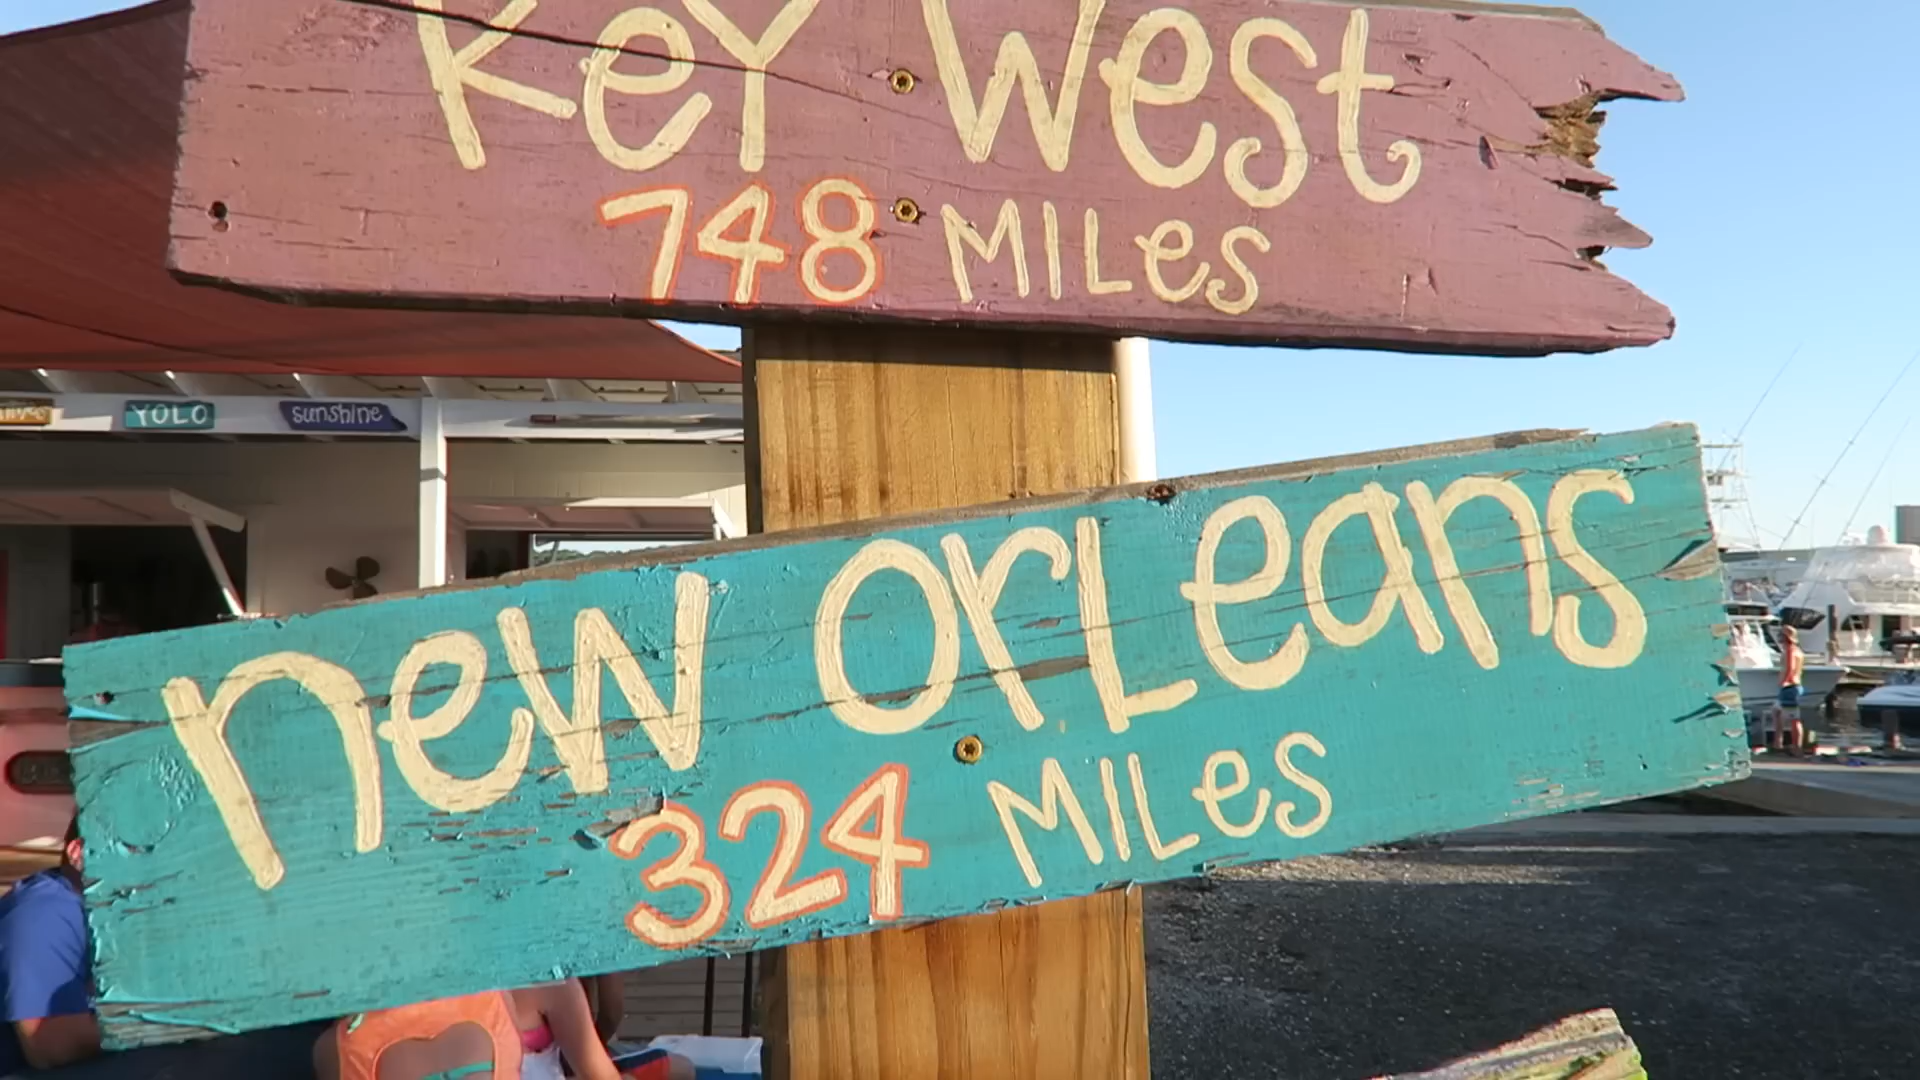 Key West
748 MILes
YOLO
sunshine
new OrLeans
324 MILes